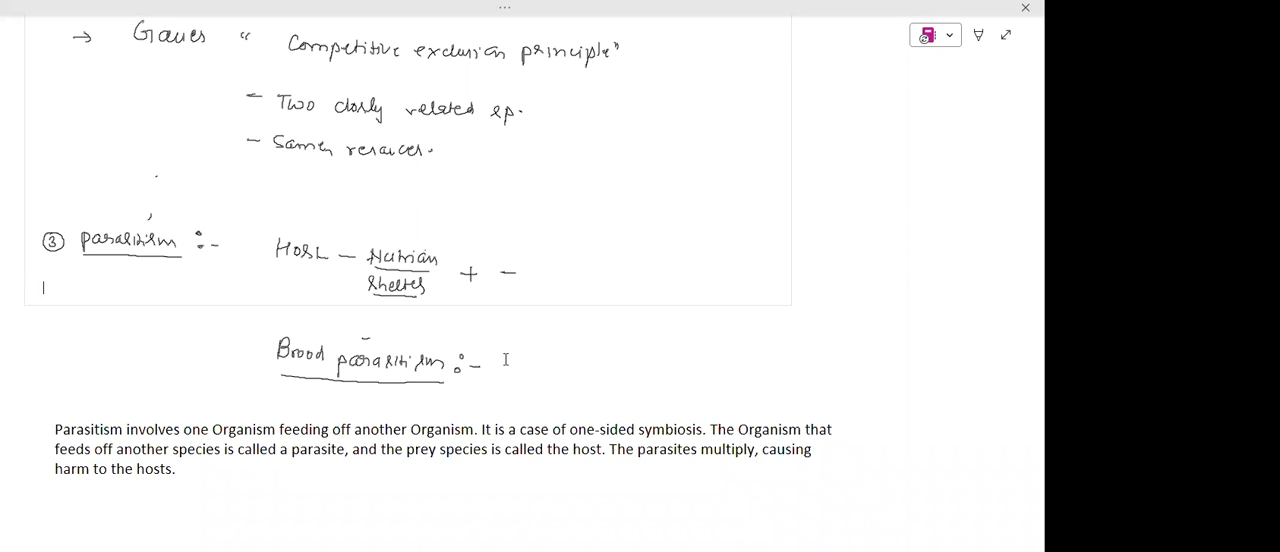 → Gaues " Competitive exclusion principle"
- Two closly related sp.
- Same resources.
③ parasitism :-
Host - Nutrian + -
Shelter
Brood parasitism :-
Parasitism involves one Organism feeding off another Organism. It is a case of one-sided symbiosis. The Organism that
feeds off another species is called a parasite, and the prey species is called the host. The parasites multiply, causing
harm to the hosts.